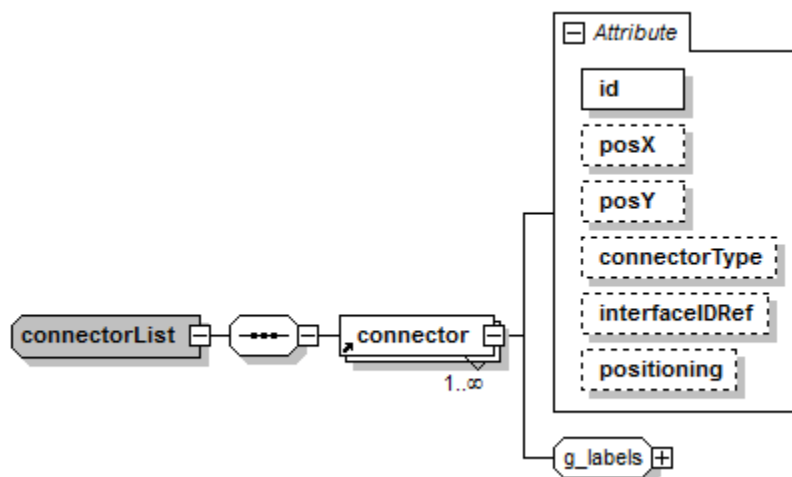 Attribute
id
posX
posY
connectorType
interfaceIDRef
positioning
connectorList
connector
1..∞
g_labels